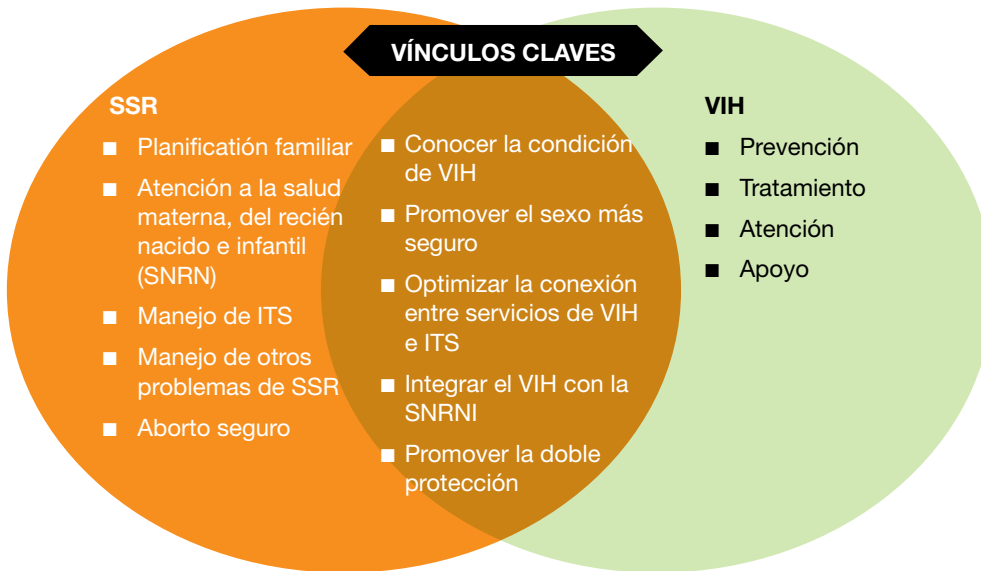 VÍNCULOS CLAVES
SSR
■ Planificatión familiar
■ Atención a la salud
materna, del recién
nacido e infantil
(SNRN)
■ Manejo de ITS
■ Manejo de otros
problemas de SSR
■ Aborto seguro
■ Conocer la condición
de VIH
■ Promover el sexo más
seguro
■ Optimizar la conexión
entre servicios de VIH
e ITS
■ Integrar el VIH con la
SNRNI
■ Promover la doble
protección
VIH
■ Prevención
■ Tratamiento
■ Atención
■ Apoyo